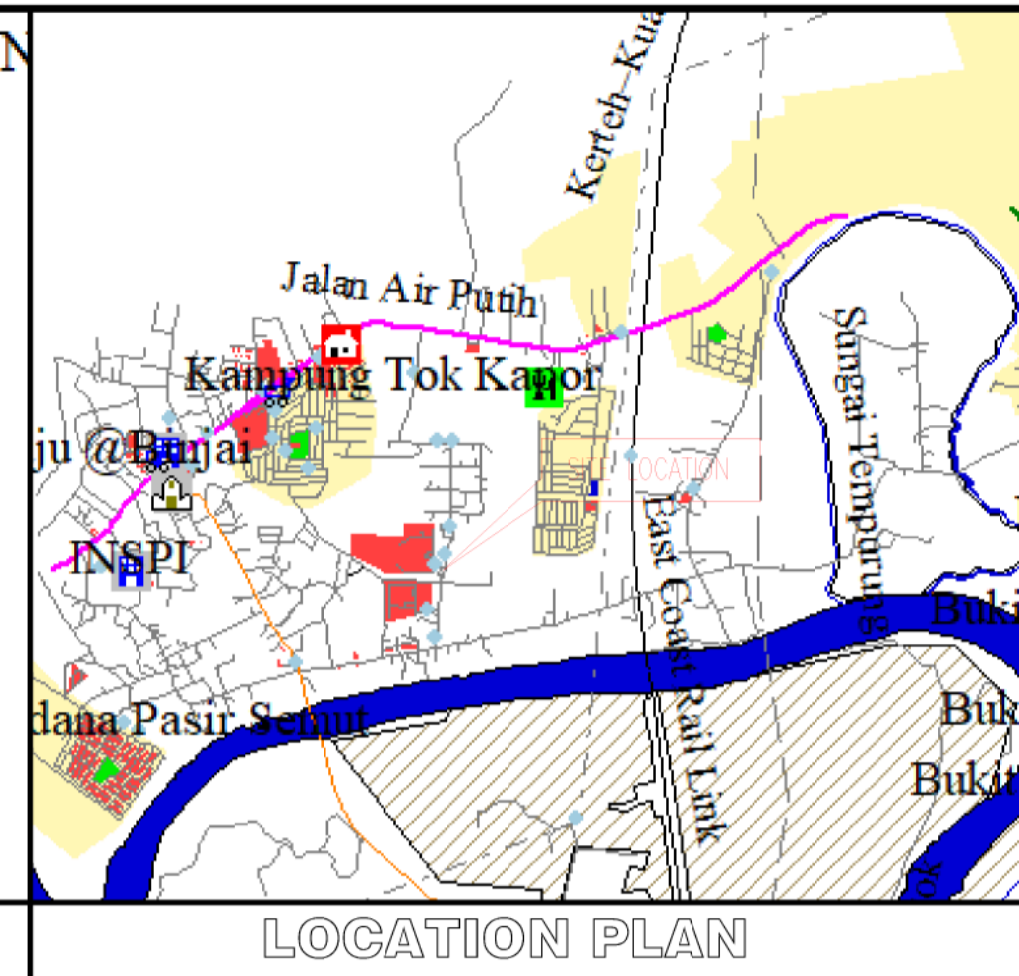 N
Kerteh-Kua
Jalan Air Putih
Kampung Tok Kapor
ju @Binjai
SITE LOCATION
INSPI
East Coast Rail Link
Sungai Tempurung
Buki
dana Pasir Semut
Buk
Bukit
ok
LOCATION PLAN